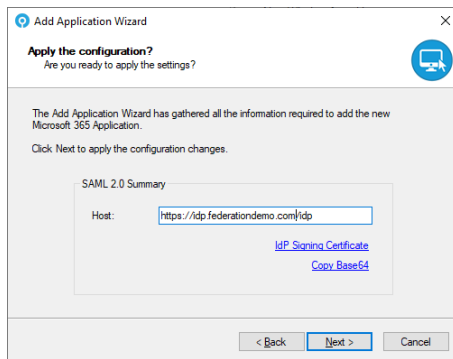 Add Application Wizard
Apply the configuration?
Are you ready to apply the settings?
The Add Application Wizard has gathered all the information required to add the new
Microsoft 365 Application.
Click Next to apply the configuration changes.
SAML 2.0 Summary
Host: https://idp.federationdemo.com/idp
IdP Signing Certificate
Copy Base64
< Back Next > Cancel